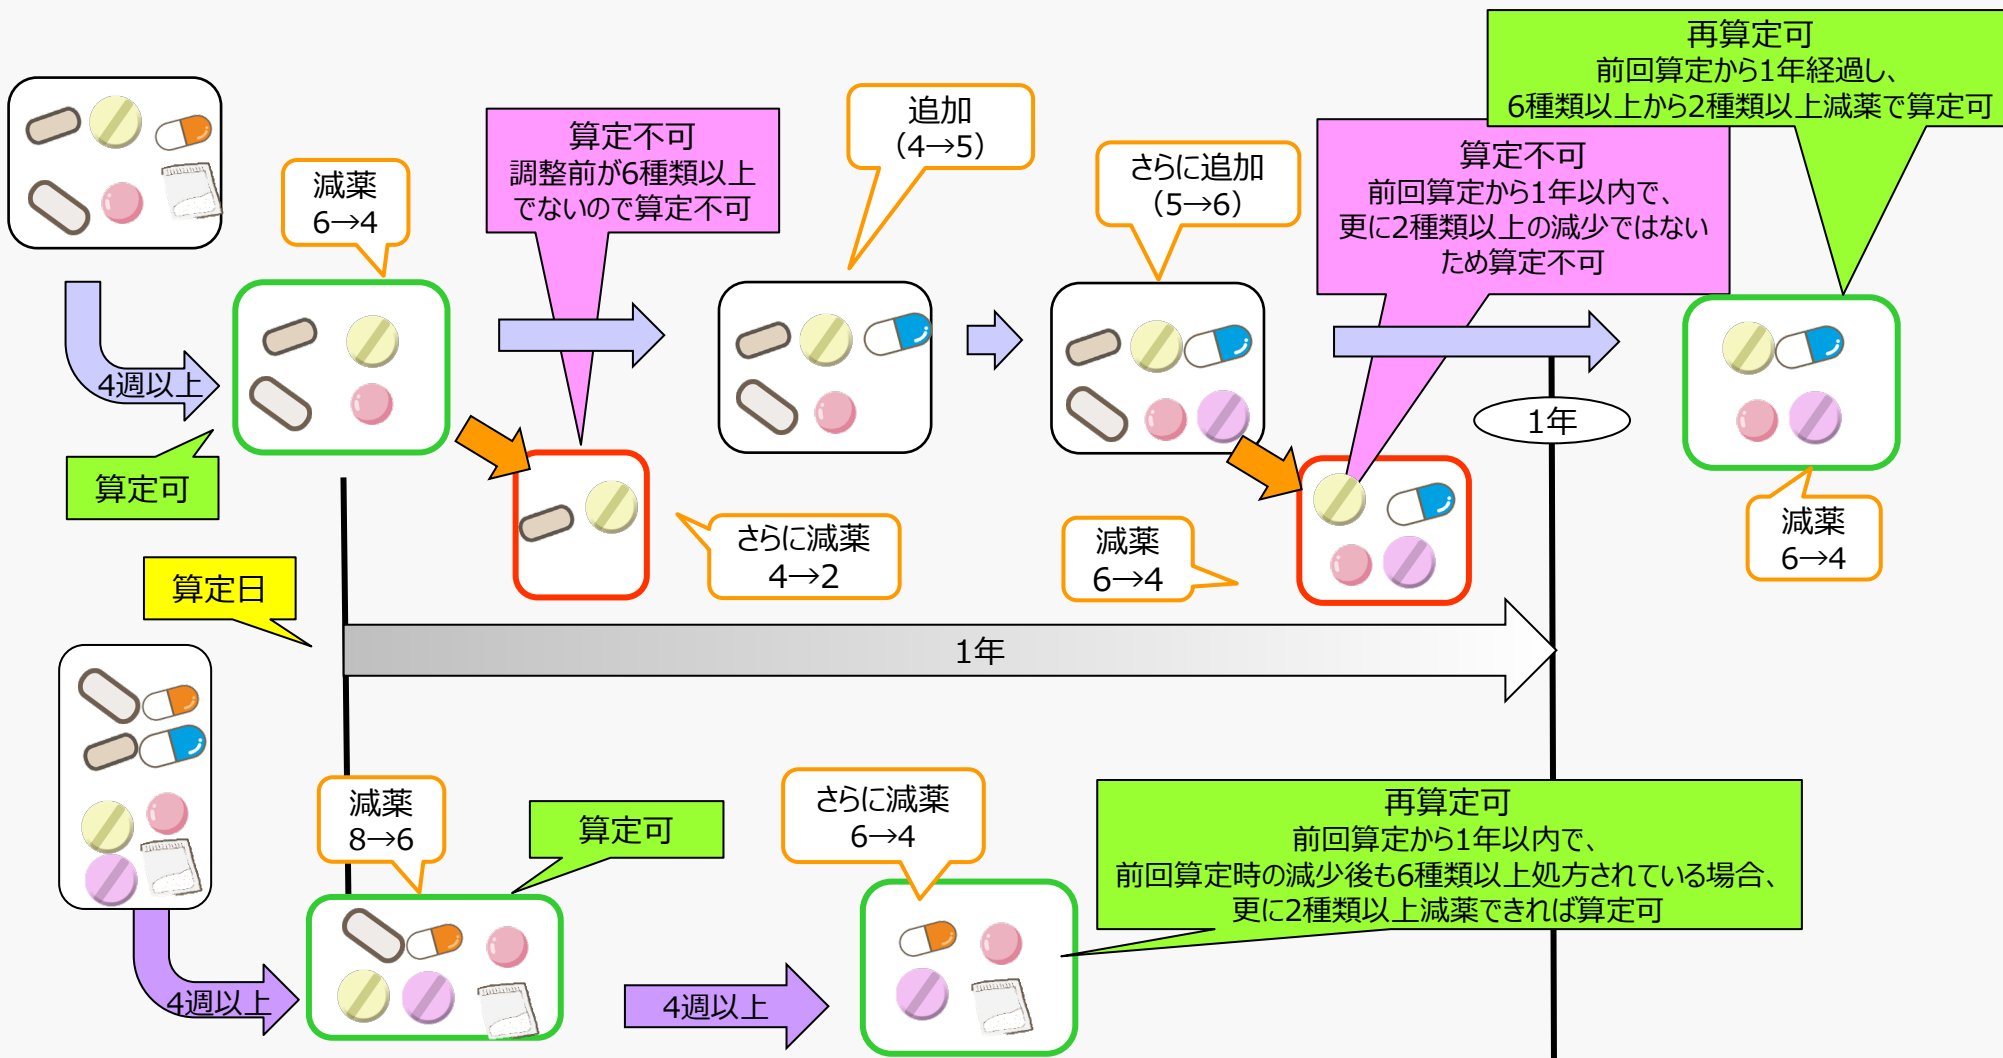 再算定可
前回算定から1年経過し、
6種類以上から2種類以上減薬で算定可
追加
（4→5）
算定不可
調整前が6種類以上
でないので算定不可
算定不可
前回算定から1年以内で、
更に2種類以上の減少ではない
ため算定不可
減薬
6→4
さらに追加
（5→6）
4週以上
1年
算定可
さらに減薬
4→2
減薬
6→4
減薬
6→4
算定日
1年
減薬
8→6
算定可
さらに減薬
6→4
再算定可
前回算定から1年以内で、
前回算定時の減少後も6種類以上処方されている場合、
更に2種類以上減薬できれば算定可
4週以上
4週以上